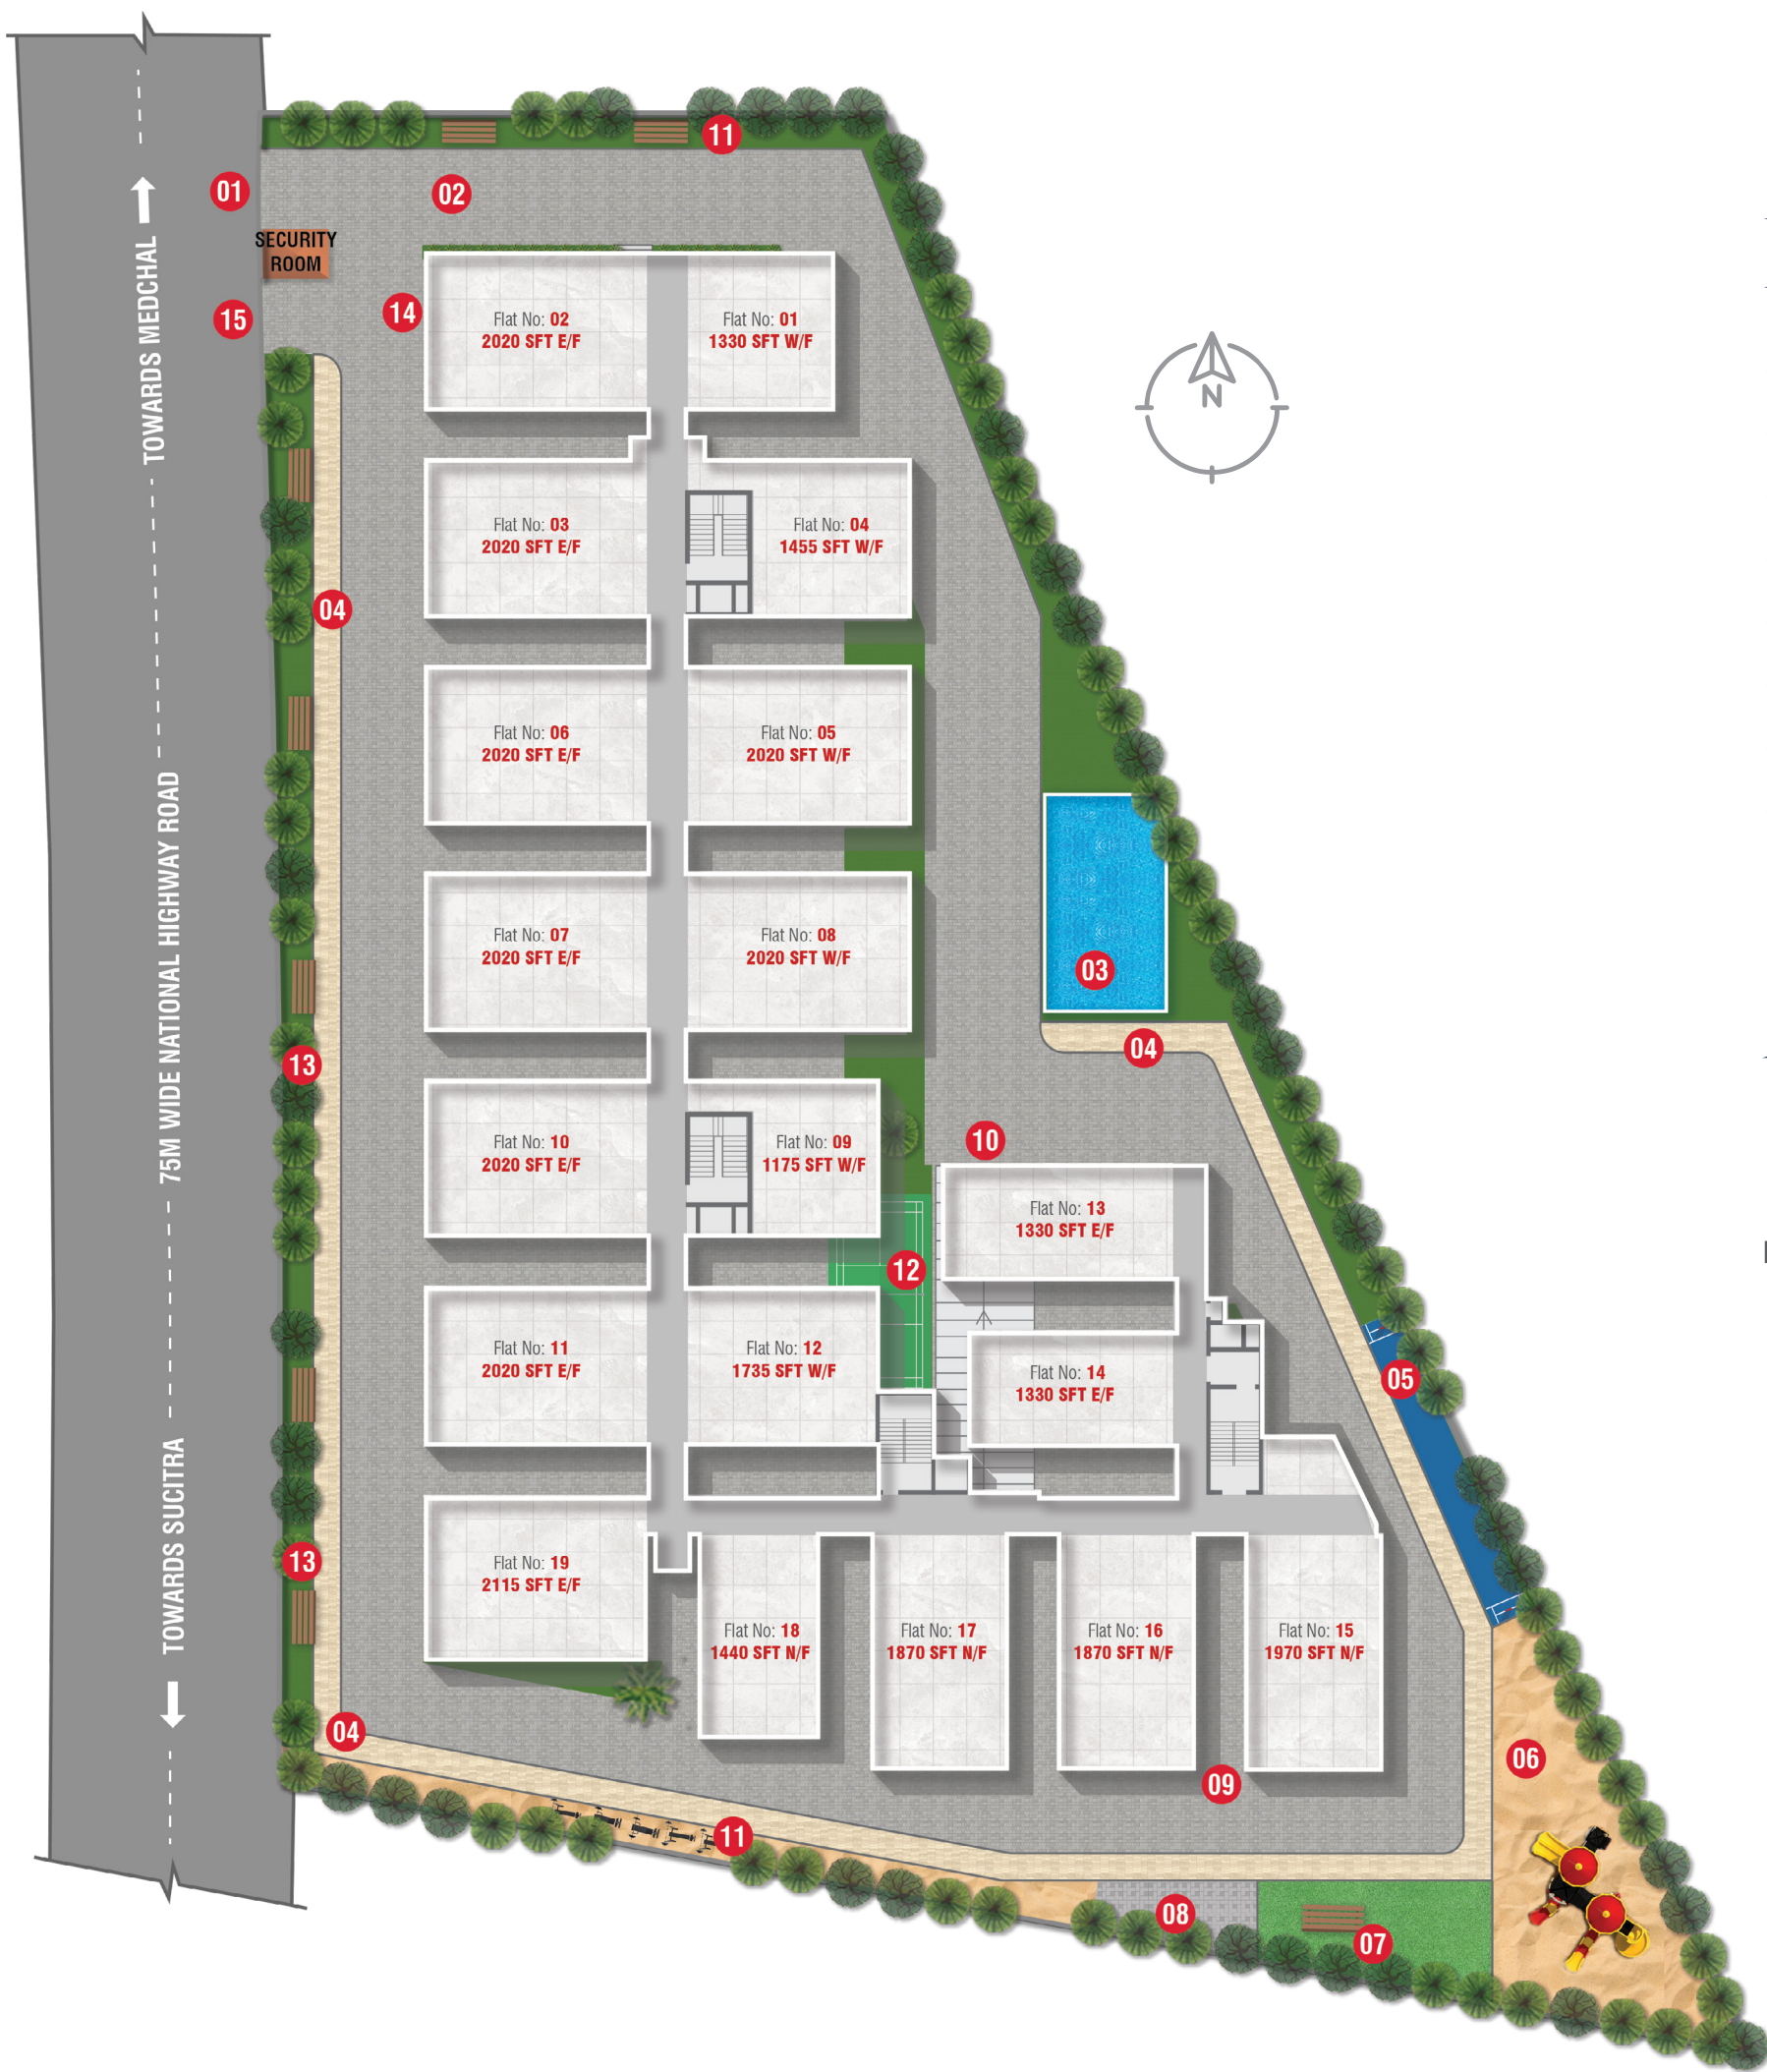 11
01
02
SECURITY
ROOM
15
14
Flat No: 02
2020 SFT E/F
Flat No: 01
1330 SFT W/F
N
TOWARDS MEDCHAL
Flat No: 03
2020 SFT E/F
Flat No: 04
1455 SFT W/F
04
Flat No: 06
2020 SFT E/F
Flat No: 05
2020 SFT W/F
75M WIDE NATIONAL HIGHWAY ROAD
Flat No: 07
2020 SFT E/F
Flat No: 08
2020 SFT W/F
03
04
13
Flat No: 10
2020 SFT E/F
Flat No: 09
1175 SFT W/F
10
Flat No: 13
1330 SFT E/F
12
Flat No: 11
2020 SFT E/F
Flat No: 12
1735 SFT W/F
Flat No: 14
1330 SFT E/F
05
TOWARDS SUCITRA
13
Flat No: 19
2115 SFT E/F
Flat No: 18
1440 SFT N/F
Flat No: 17
1870 SFT N/F
Flat No: 16
1870 SFT N/F
Flat No: 15
1970 SFT N/F
04
06
09
11
08
07